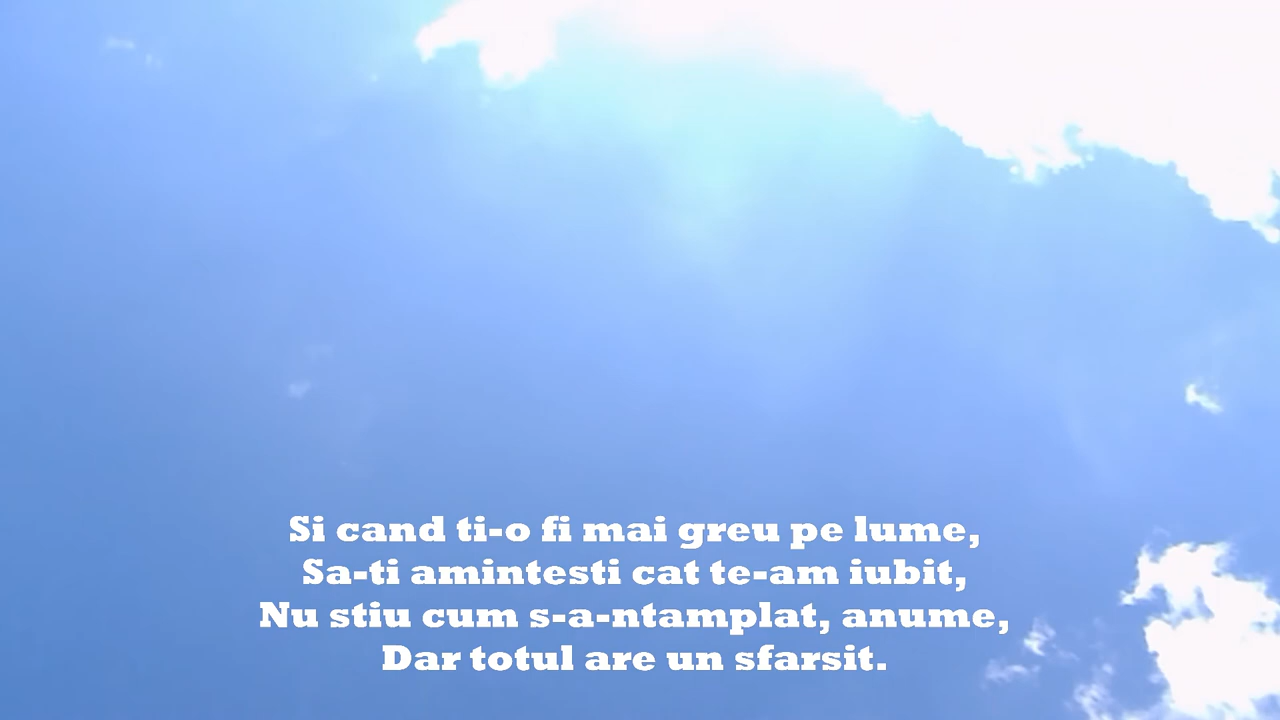 Si cand ti-o fi mai greu pe lume,
Sa-ti amintesti cat te-am iubit,
Nu stiu cum s-a-ntamplat, anume,
Dar totul are un sfarsit.